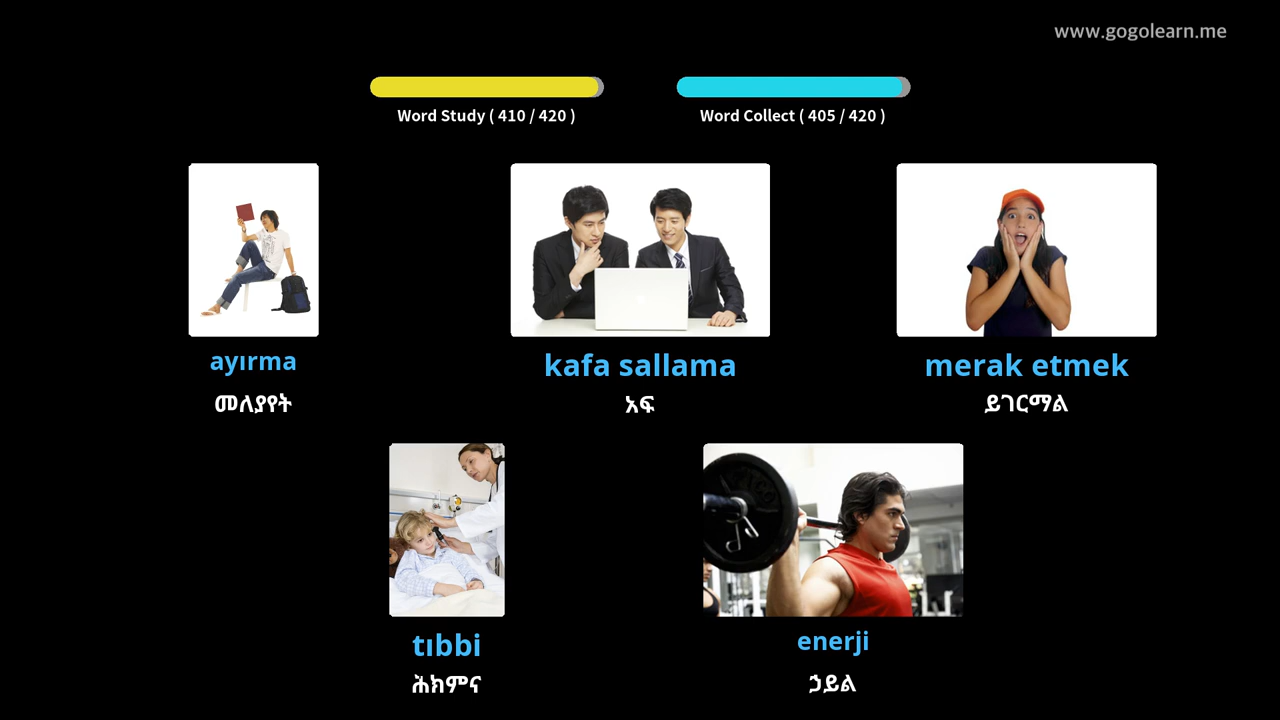 www.gogolearn.me
Word Study ( 410 / 420 )
Word Collect ( 405 / 420 )
ayırma
መለያየት
kafa sallama
አፍ
merak etmek
ይገርማል
tıbbi
ሕክምና
enerji
ኃይል